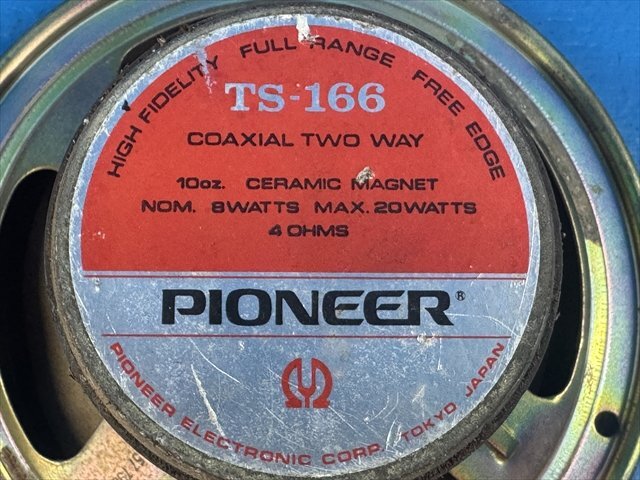 HIGH FIDELITY FULL RANGE FREE EDGE
TS-166
COAXIAL TWO WAY
10oz. CERAMIC MAGNET
NOM. 8WATTS MAX. 20WATTS
4 OHMS
PIONEER®
PIONEER ELECTRONIC CORP. TOKYO JAPAN